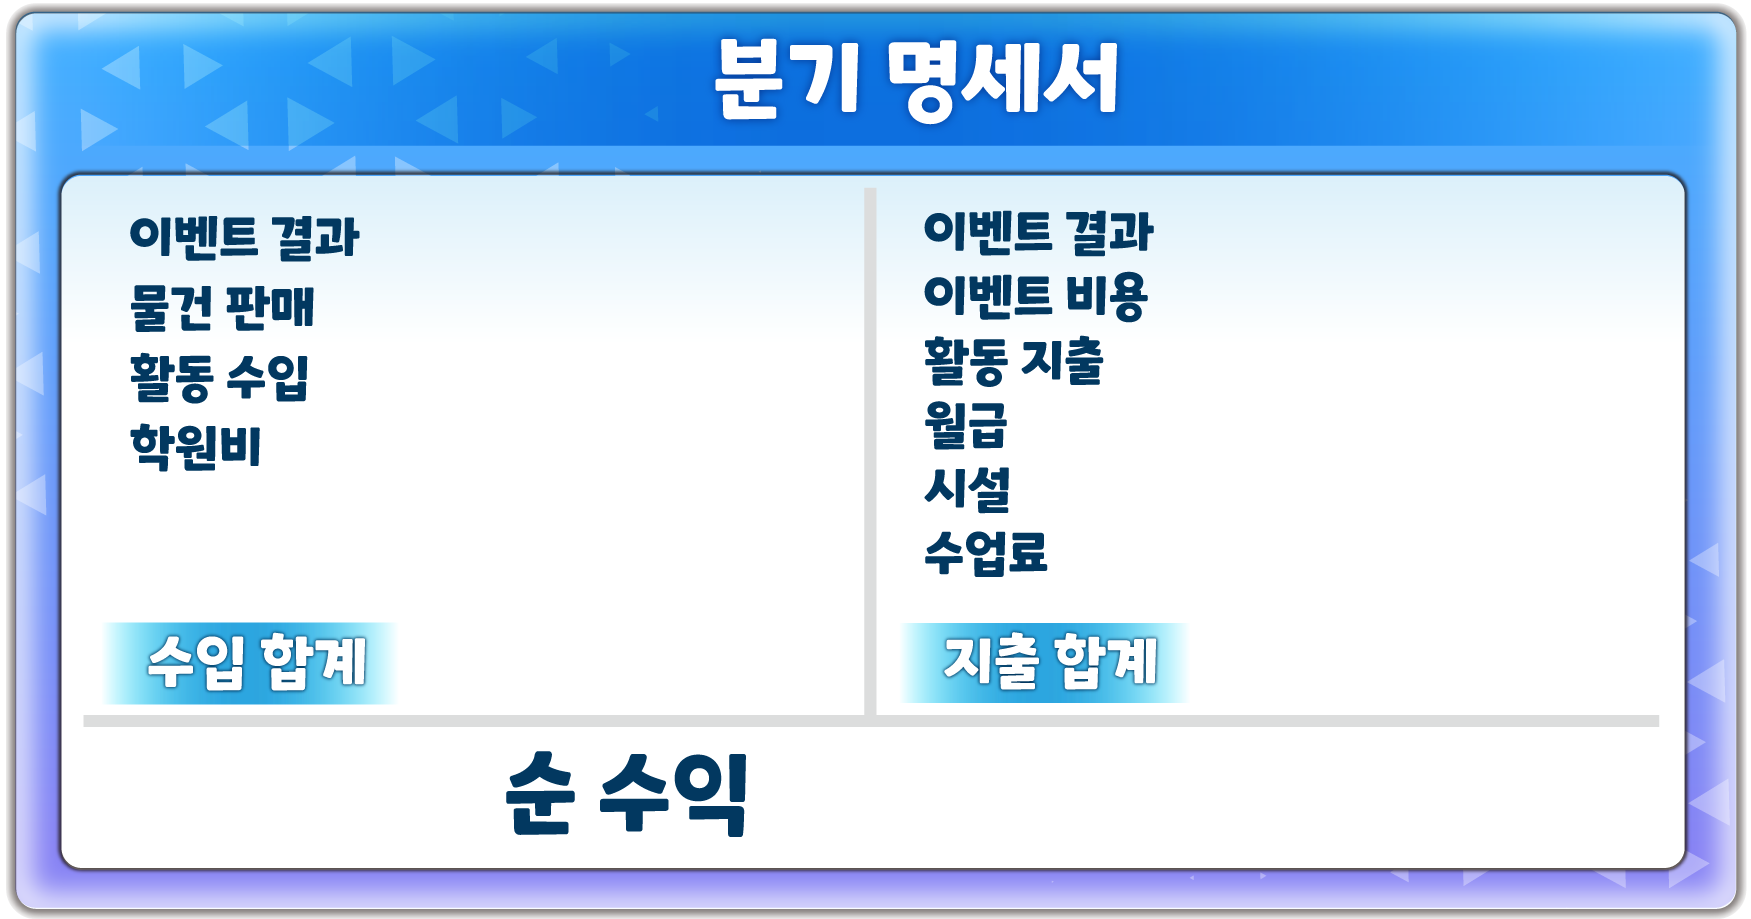 분기 명세서
이벤트 결과
물건 판매
활동 수입
학원비
수입 합계
이벤트 결과
이벤트 비용
활동 지출
월급
시설
수업료
지출 합계
순 수익